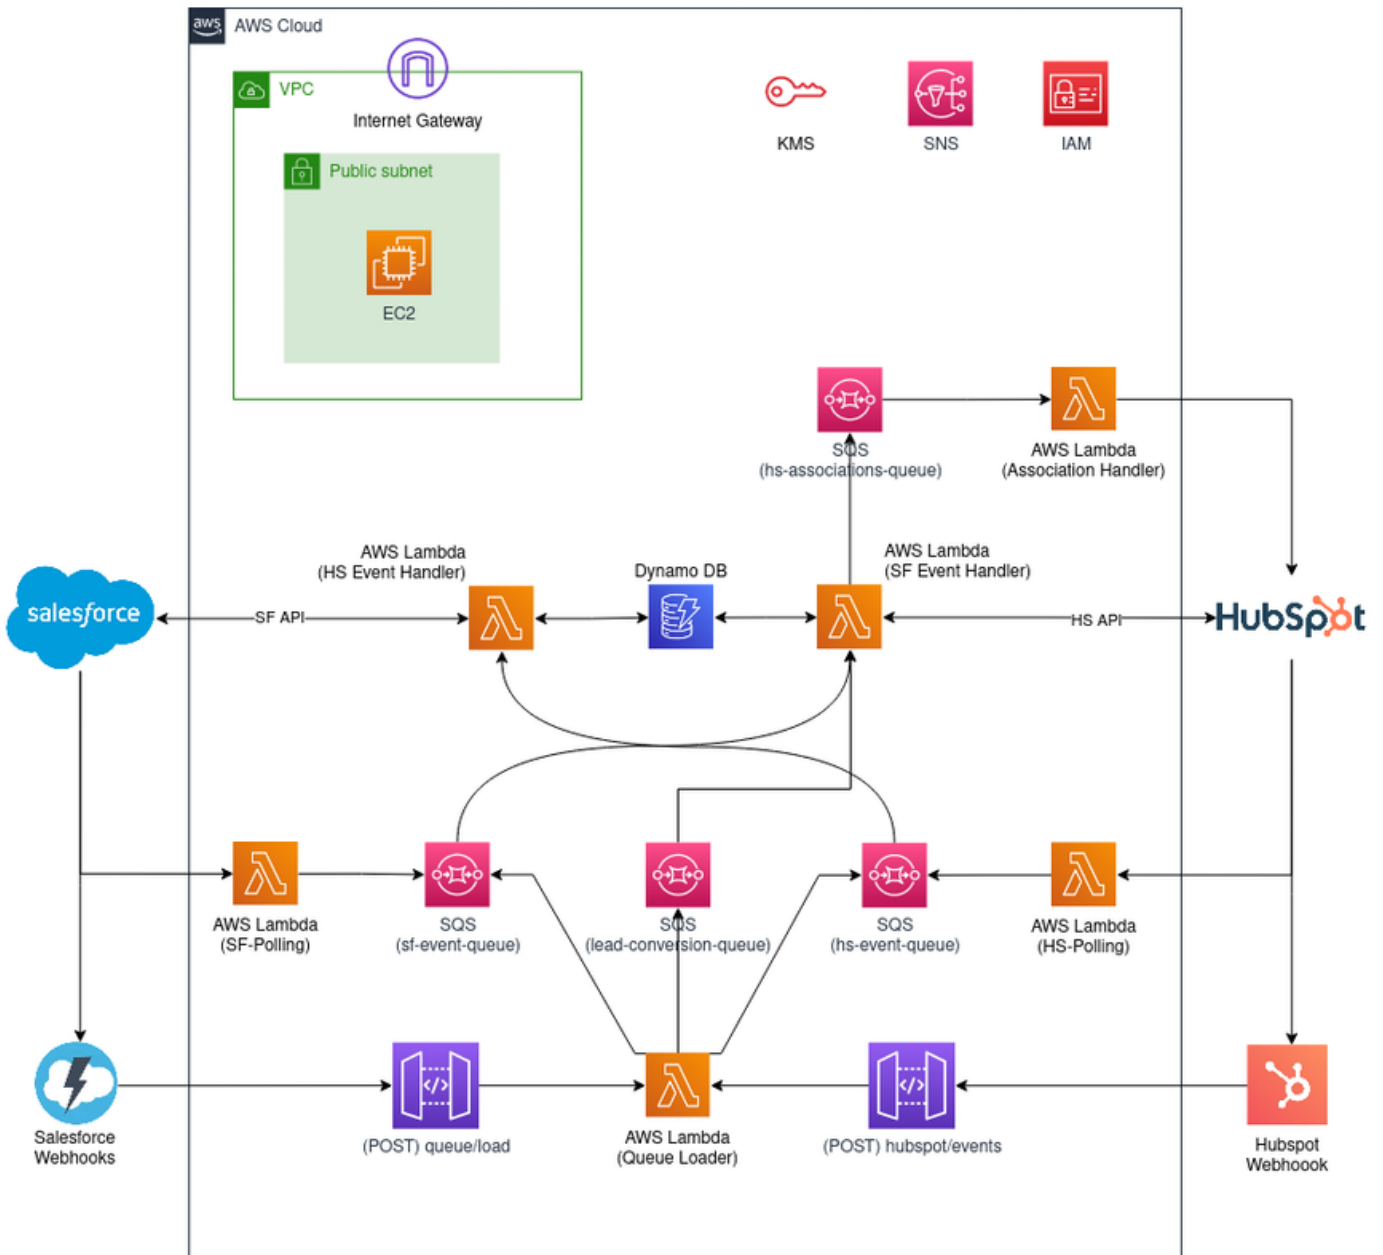 aws
AWS Cloud
VPC
Internet Gateway
Public subnet
EC2
KMS
SNS
IAM
SQS
(hs-associations-queue)
AWS Lambda
(Association Handler)
AWS Lambda
(HS Event Handler)
Dynamo DB
AWS Lambda
(SF Event Handler)
salesforce
SF API
HS API
HubSpot
AWS Lambda
(SF-Polling)
SQS
(sf-event-queue)
SQS
(lead-conversion-queue)
SQS
(hs-event-queue)
AWS Lambda
(HS-Polling)
Salesforce
Webhooks
</>
(POST) queue/load
AWS Lambda
(Queue Loader)
</>
(POST) hubspot/events
Hubspot
Webhoook